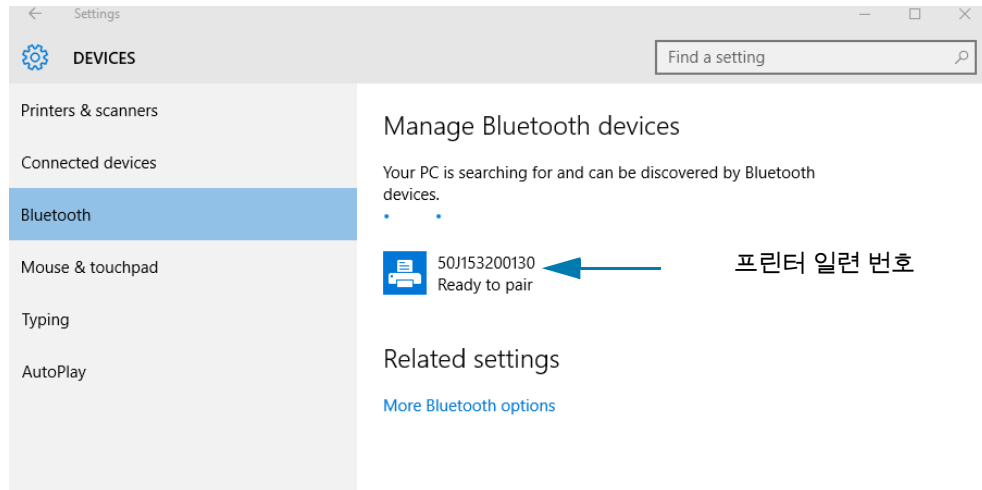 Settings
DEVICES
Find a setting
Printers & scanners
Connected devices
Bluetooth
Mouse & touchpad
Typing
AutoPlay
Manage Bluetooth devices
Your PC is searching for and can be discovered by Bluetooth
devices.
50J153200130
Ready to pair
프린터 일련 번호
Related settings
More Bluetooth options